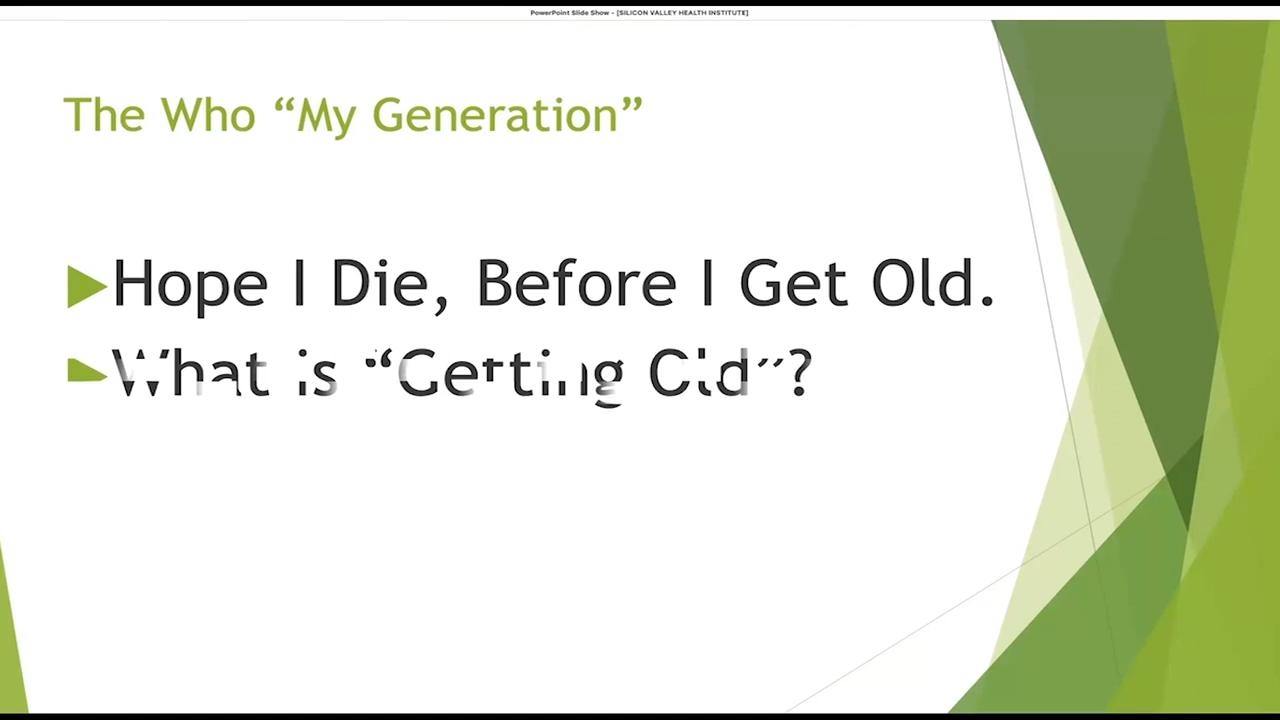 PowerPoint Slide Show - [SILICON VALLEY HEALTH INSTITUTE]
The Who “My Generation”
Hope I Die, Before I Get Old.
What is “Getting Old”?